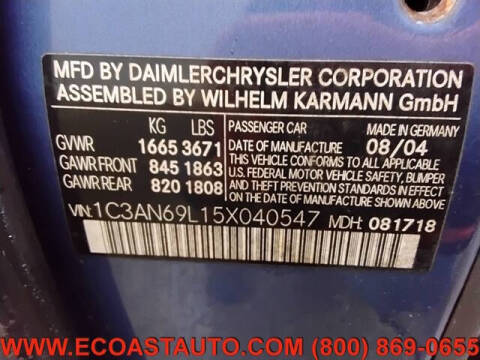 MFD BY DAIMLERCHRYSLER CORPORATION
ASSEMBLED BY WILHELM KARMANN GmbH
KG LBS
GVWR 1665 3671
GAWR FRONT 845 1863
GAWR REAR 820 1808
PASSENGER CAR MADE IN GERMANY
DATE OF MANUFACTURE 08/04
THIS VEHICLE CONFORMS TO ALL APPLICABLE
U.S. FEDERAL MOTOR VEHICLE SAFETY, BUMPER
AND THEFT PREVENTION STANDARDS IN EFFECT ON
THE DATE OF MANUFACTURE SHOWN ABOVE.
VIN: 1C3AN69L15X040547 MDH: 081718
WWW.ECOASTAUTO.COM (800) 869-0655